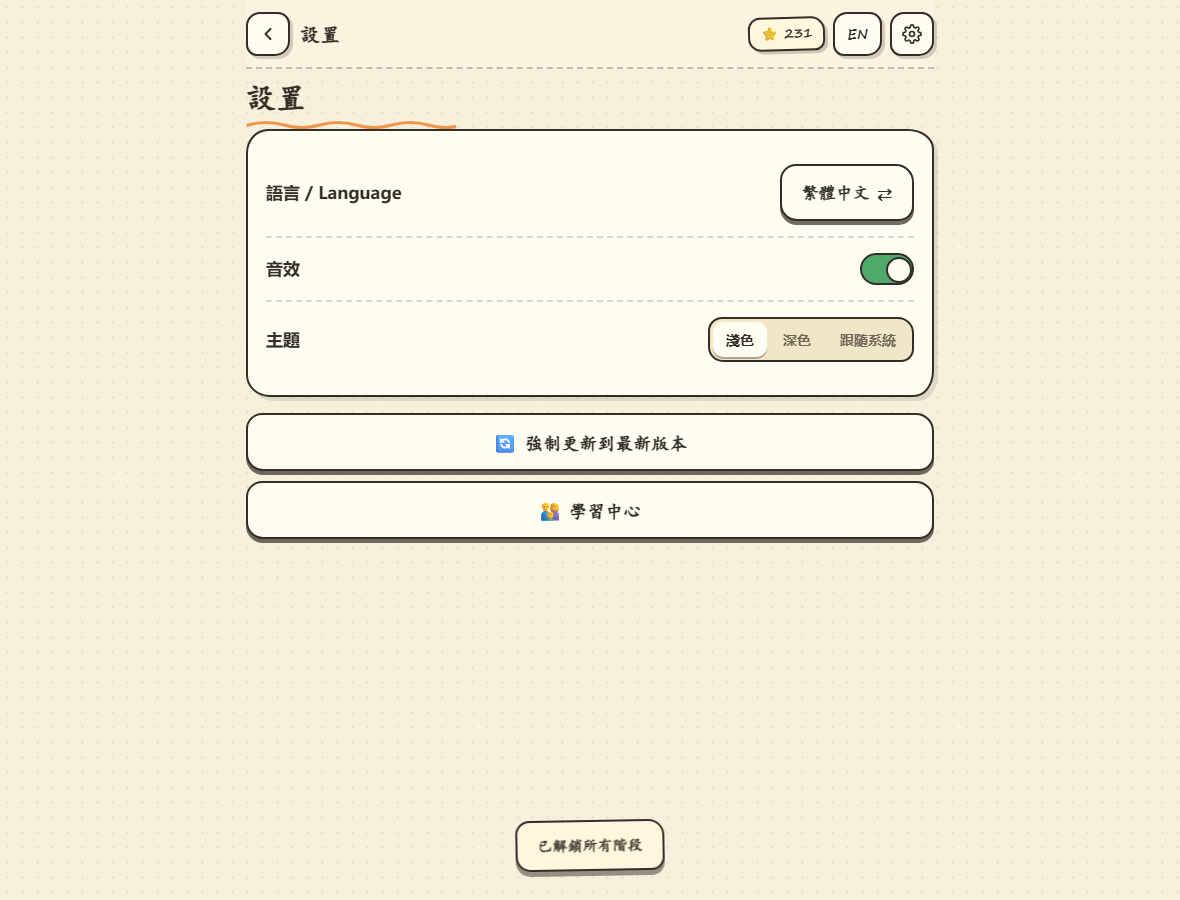 設置
231
EN
設置
語言 / Language
繁體中文 ⇄
音效
主題
淺色
深色
跟隨系統
強制更新到最新版本
學習中心
已解鎖所有階段